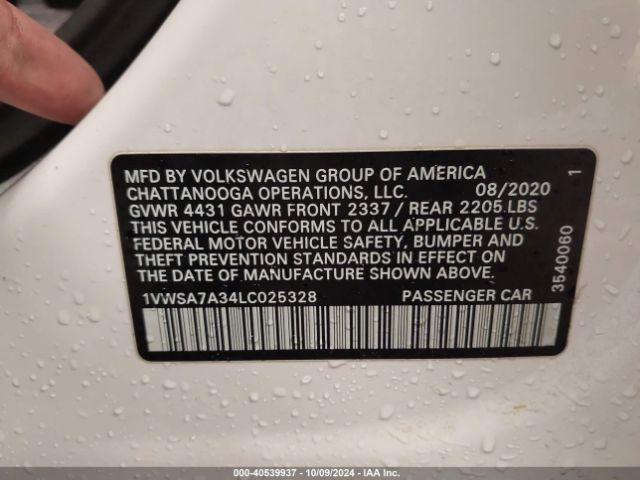 MFD BY VOLKSWAGEN GROUP OF AMERICA
CHATTANOOGA OPERATIONS, LLC. 08/2020
GVWR 4431 GAWR FRONT 2337 / REAR 2205 LBS
THIS VEHICLE CONFORMS TO ALL APPLICABLE U.S.
FEDERAL MOTOR VEHICLE SAFETY, BUMPER AND
THEFT PREVENTION STANDARDS IN EFFECT ON
THE DATE OF MANUFACTURE SHOWN ABOVE.
1VWSA7A34LC025328 PASSENGER CAR
3540060 1
000-40539937 - 10/09/2024 - IAA Inc.